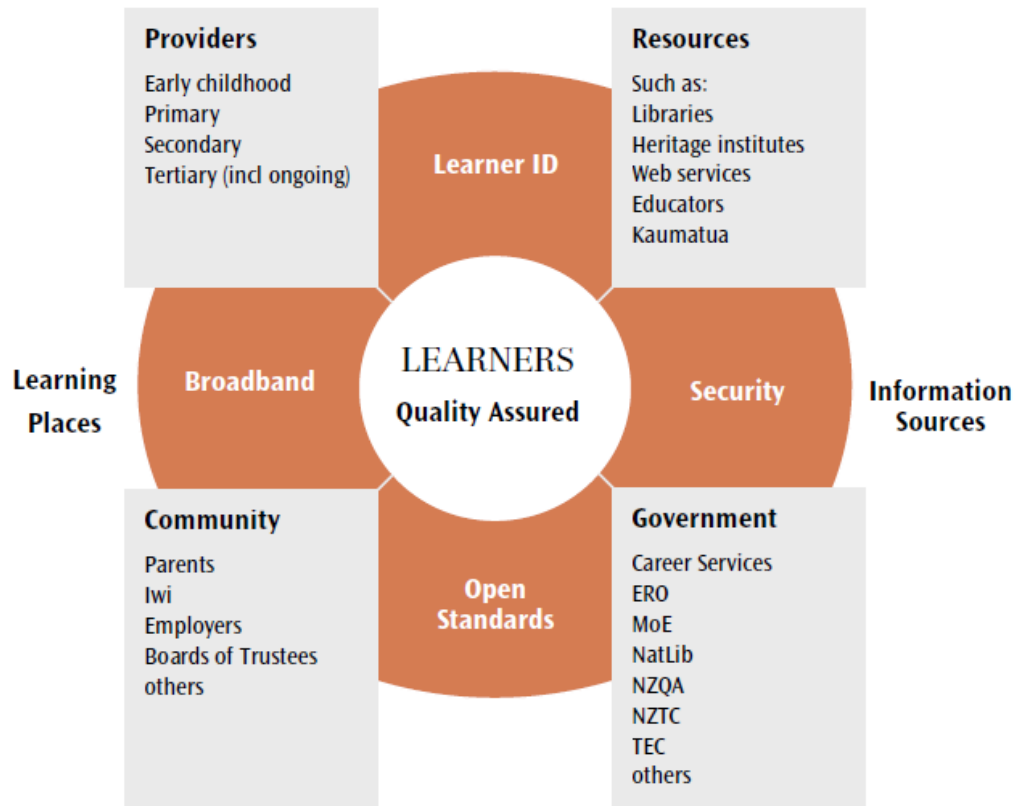 Providers
Early childhood
Primary
Secondary
Tertiary (incl ongoing)
Resources
Such as:
Libraries
Heritage institutes
Web services
Educators
Kaumatua
Learner ID
Learning
Places
Broadband
LEARNERS
Quality Assured
Security
Information
Sources
Community
Parents
Iwi
Employers
Boards of Trustees
others
Open
Standards
Government
Career Services
ERO
MoE
NatLib
NZQA
NZTC
TEC
others